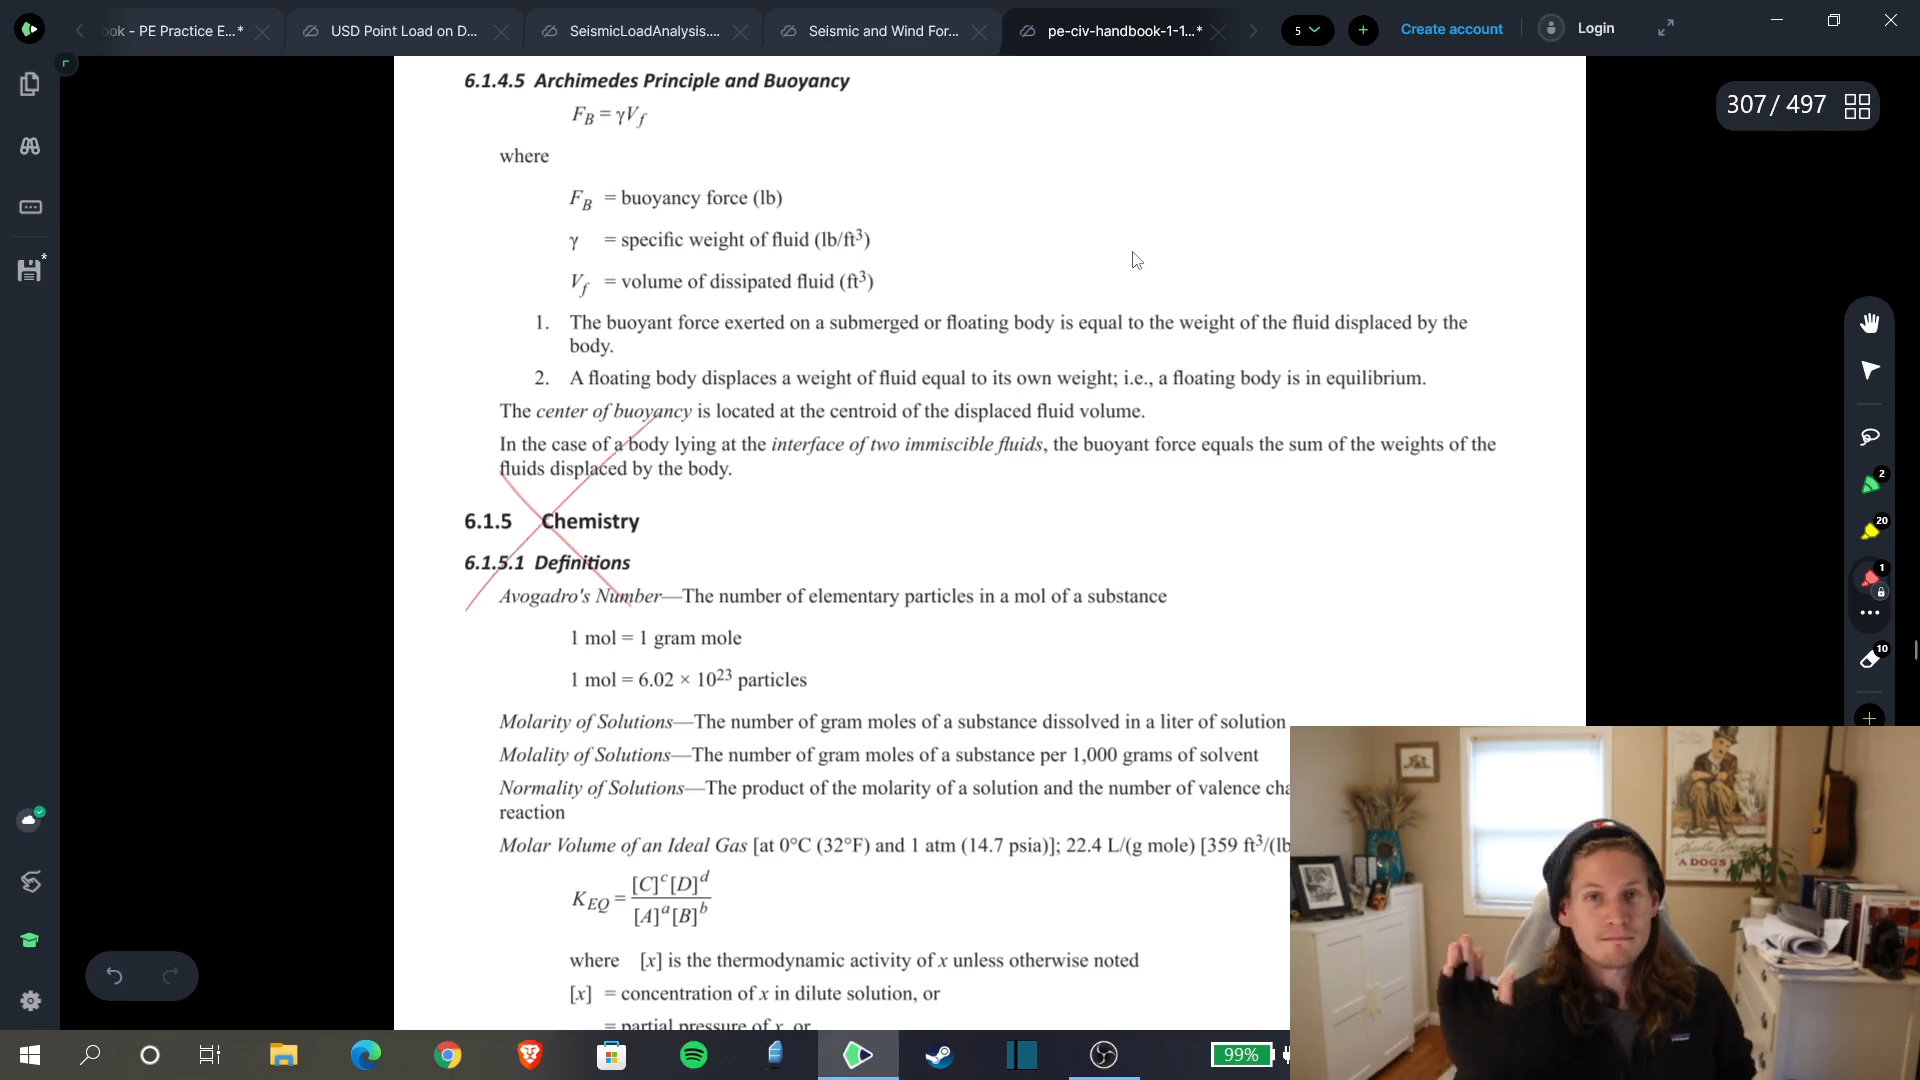 ok - PE Practice E...*
USD Point Load on D...
SeismicLoadAnalysis....
Seismic and Wind For...
pe-civ-handbook-1-1...*
5
Create account
Login
307 / 497
6.1.4.5 Archimedes Principle and Buoyancy
F_B = γV_f
where
F_B = buoyancy force (lb)
γ = specific weight of fluid (lb/ft³)
V_f = volume of dissipated fluid (ft³)
1. The buoyant force exerted on a submerged or floating body is equal to the weight of the fluid displaced by the
body.
2. A floating body displaces a weight of fluid equal to its own weight; i.e., a floating body is in equilibrium.
The center of buoyancy is located at the centroid of the displaced fluid volume.
In the case of a body lying at the interface of two immiscible fluids, the buoyant force equals the sum of the weights of the
fluids displaced by the body.
6.1.5 Chemistry
6.1.5.1 Definitions
Avogadro's Number—The number of elementary particles in a mol of a substance
1 mol = 1 gram mole
1 mol = 6.02 × 10²³ particles
Molarity of Solutions—The number of gram moles of a substance dissolved in a liter of solution
Molality of Solutions—The number of gram moles of a substance per 1,000 grams of solvent
Normality of Solutions—The product of the molarity of a solution and the number of valence cha
reaction
Molar Volume of an Ideal Gas [at 0°C (32°F) and 1 atm (14.7 psia)]; 22.4 L/(g mole) [359 ft³/(lb
K_EQ = [C]^c [D]^d / [A]^a [B]^b
where [x] is the thermodynamic activity of x unless otherwise noted
[x] = concentration of x in dilute solution, or
= partial pressure of x, or
2
20
1
10
99%
A DOG'S L